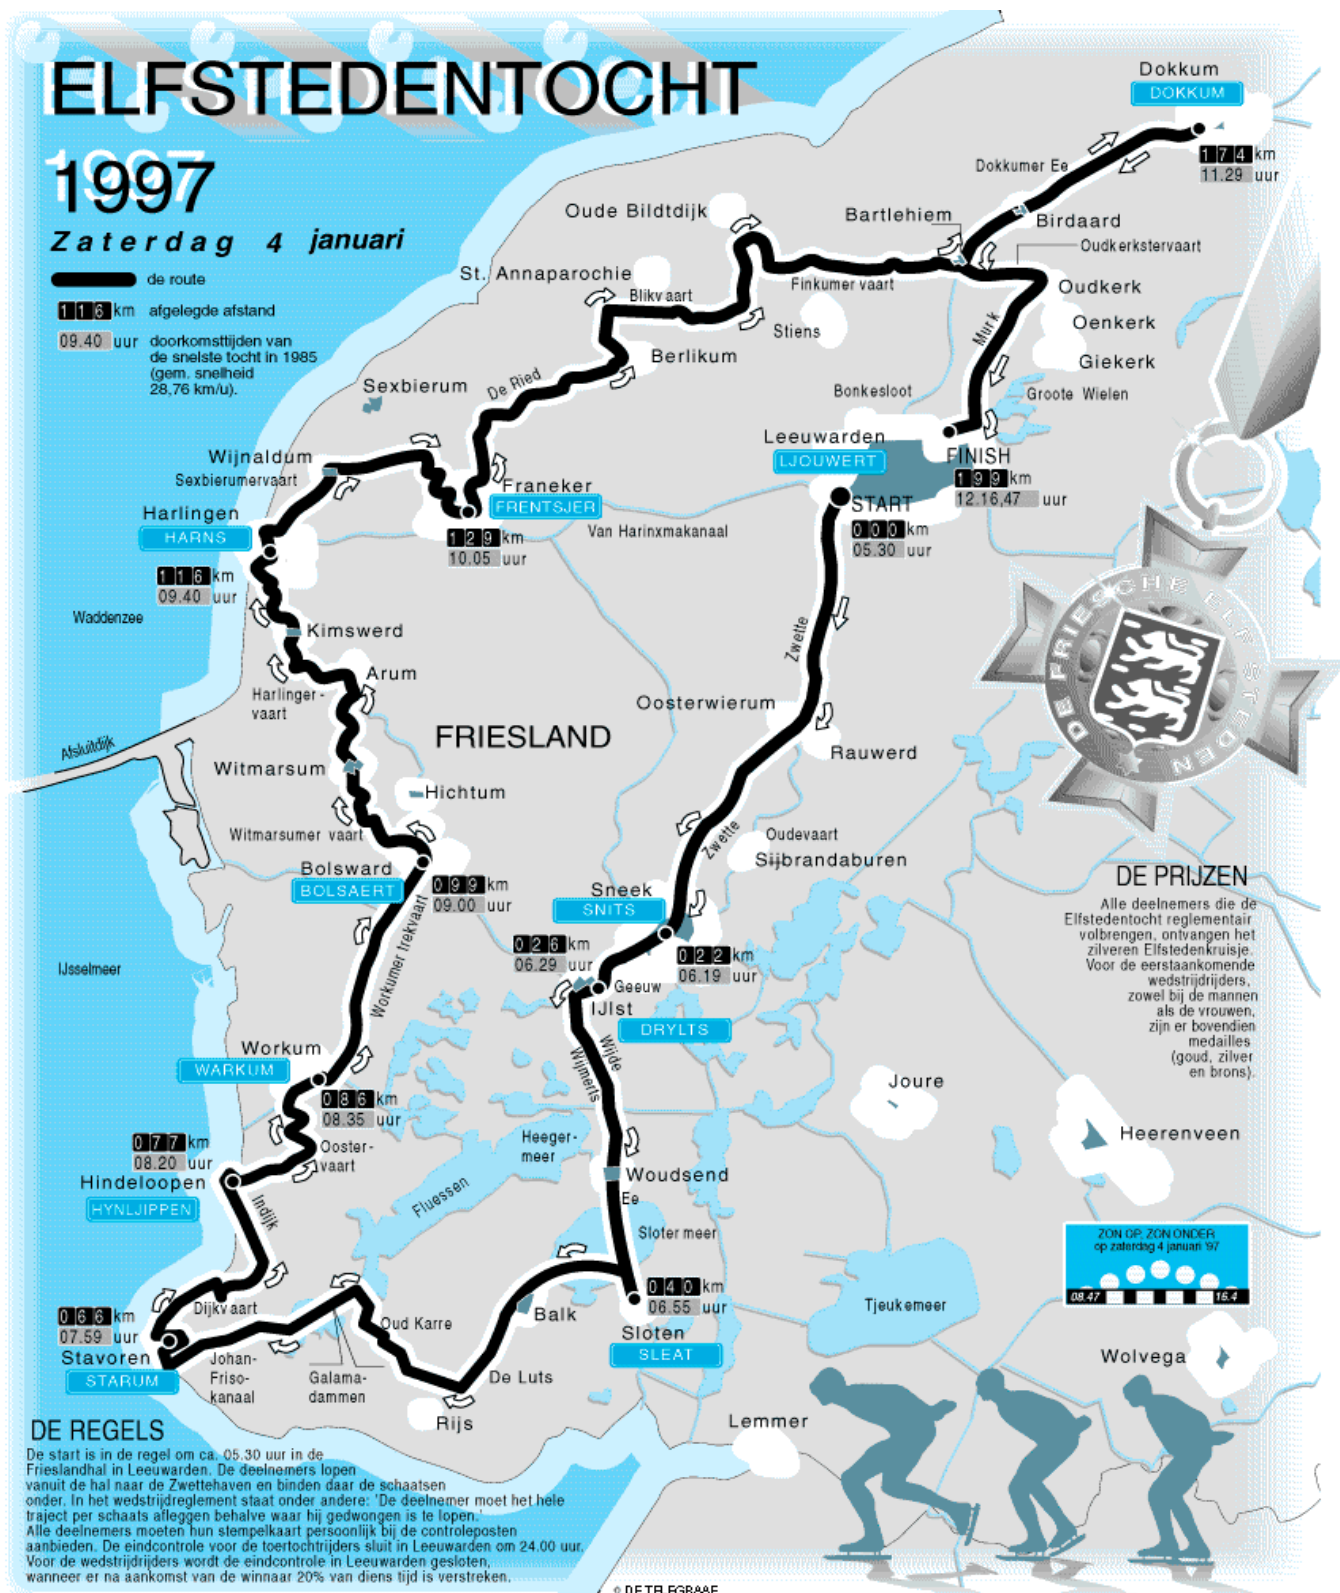 ELFSTEDENTOCHT
1997
Zaterdag 4 januari
de route
116 km afgelegde afstand
09.40 uur doorkomsttijden van
de snelste tocht in 1985
(gem. snelheid
28,76 km/u).
Dokkum
DOKKUM
174 km
11.29 uur
Dokkumer Ee
Bartlehiem
Birdaard
Oudkerkstervaart
Oude Bildtdijk
St. Annaparochie
Blikvaart
Finkumer vaart
Stiens
Oudkerk
Oenkerk
Giekerk
Murk
Berlikum
De Ried
Sexbierum
Bonkesloot
Groote Wielen
Leeuwarden
LJOUWERT
FINISH
199 km
12.16,47 uur
START
000 km
05.30 uur
Wijnaldum
Sexbierumervaart
Franeker
FRENTSJER
129 km
10.05 uur
Van Harinxmakanaal
Harlingen
HARNS
116 km
09.40 uur
Waddenzee
Kimswerd
Arum
Harlinger-
vaart
Zwette
Oosterwierum
Rauwerd
FRIESLAND
Afsluitdijk
Witmarsum
Hichtum
Witmarsumer vaart
Zwette
Oudevaart
Sijbrandaburen
DE FRIESCHE ELF STEDEN
Bolsward
BOLSAERT
099 km
09.00 uur
Sneek
SNITS
026 km
06.29 uur
022 km
06.19 uur
Geeuw
IJlst
DRYLTS
Workumer trekvaart
IJsselmeer
DE PRIJZEN
Alle deelnemers die de
Elfstedentocht reglementair
volbrengen, ontvangen het
zilveren Elfstedenkruisje.
Voor de eerstaankomende
wedstrijdrijders,
zowel bij de mannen
als de vrouwen,
zijn er bovendien
medailles
(goud, zilver
en brons).
Wijde
Wijmerts
Workum
WARKUM
086 km
08.35 uur
Joure
Heerenveen
077 km
08.20 uur
Ooster-
vaart
Hindeloopen
HYNLJIPPEN
Indijk
Heeger-
meer
Fluessen
Woudsend
Ee
Slotermeer
ZON OP, ZON ONDER
op zaterdag 4 januari '97
08.47 16.4
040 km
06.55 uur
Sloten
SLEAT
Tjeukemeer
Balk
Dijkvaart
066 km
07.59 uur
Stavoren
STARUM
Johan-
Friso-
kanaal
Galama-
dammen
Oud Karre
De Luts
Rijs
Wolvega
Lemmer
DE REGELS
De start is in de regel om ca. 05.30 uur in de
Frieslandhal in Leeuwarden. De deelnemers lopen
vanuit de hal naar de Zwettehaven en binden daar de schaatsen
onder. In het wedstrijdreglement staat onder andere: 'De deelnemer moet het hele
traject per schaats afleggen behalve waar hij gedwongen is te lopen.'
Alle deelnemers moeten hun stempelkaart persoonlijk bij de controleposten
aanbieden. De eindcontrole voor de toertochtrijders sluit in Leeuwarden om 24.00 uur.
Voor de wedstrijdrijders wordt de eindcontrole in Leeuwarden gesloten,
wanneer er na aankomst van de winnaar 20% van diens tijd is verstreken.
© DE TELEGRAAF